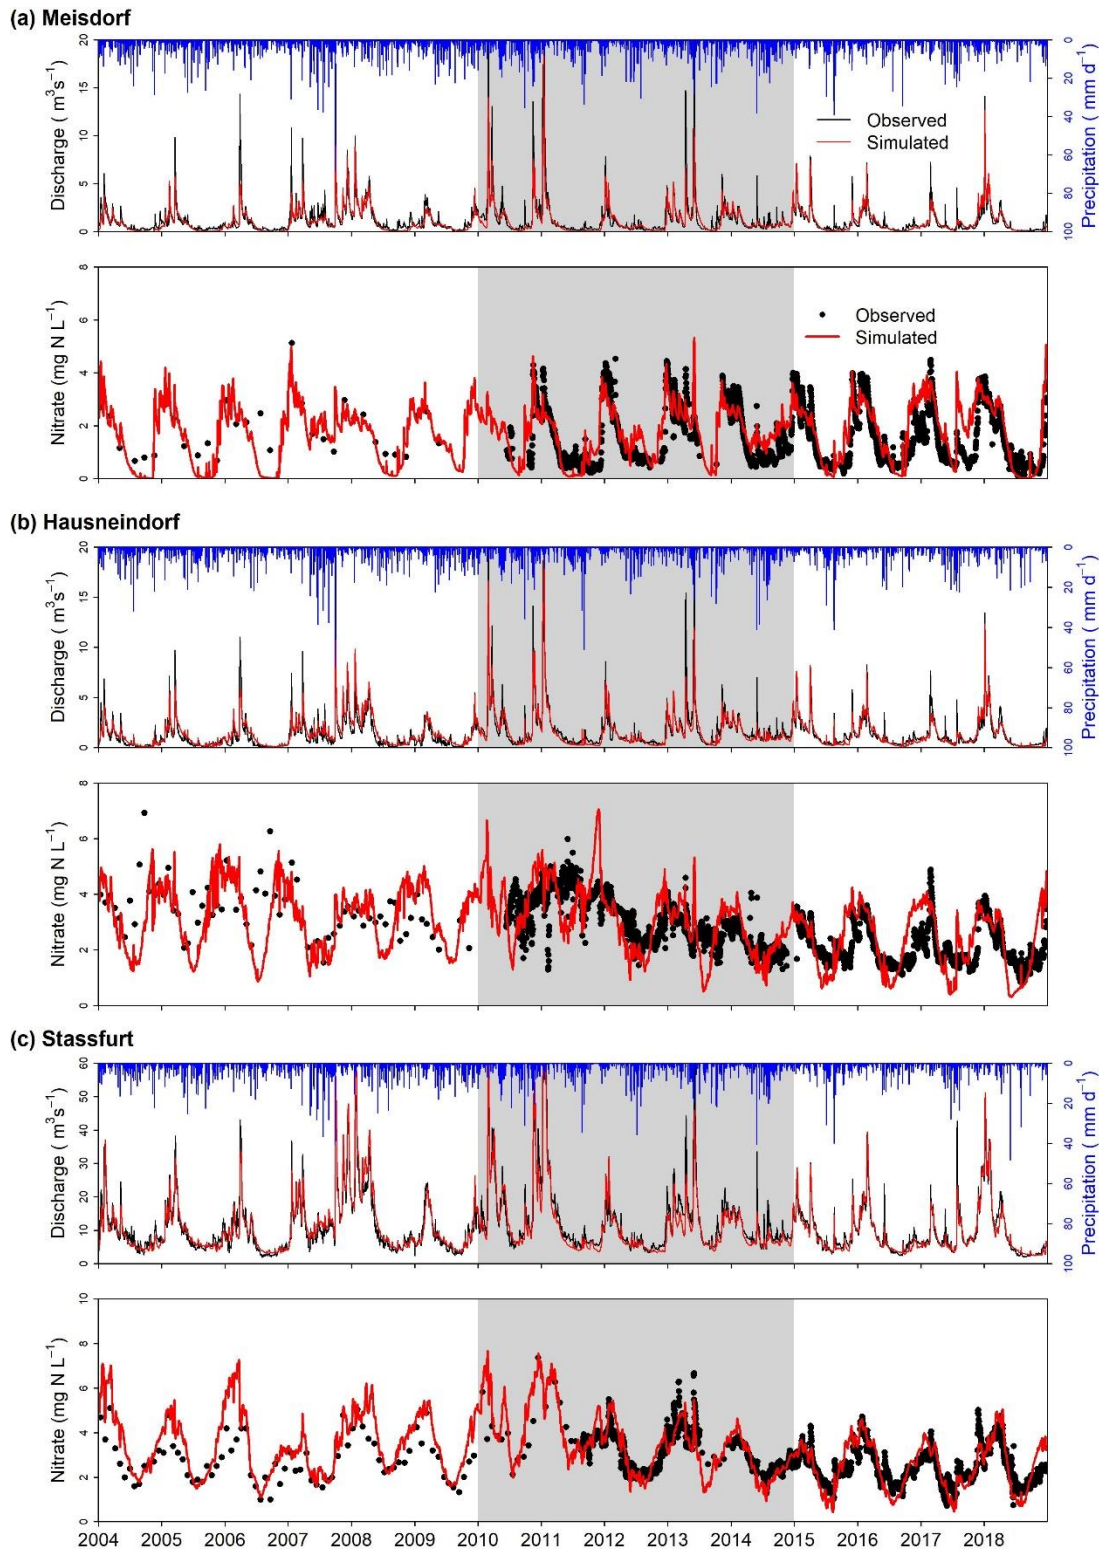 (a) Meisdorf
Discharge ( m³s⁻¹)
0 5 10 15 20
Precipitation ( mm d⁻¹)
0 20 40 60 80 100
Observed
Simulated
Nitrate (mg N L⁻¹)
0 2 4 6 8
Observed
Simulated
(b) Hausneindorf
Discharge ( m³s⁻¹)
0 5 10 15 20
Precipitation ( mm d⁻¹)
0 20 40 60 80 100
Nitrate (mg N L⁻¹)
0 2 4 6 8
(c) Stassfurt
Discharge ( m³s⁻¹)
0 10 20 30 40 50 60
Precipitation ( mm d⁻¹)
0 20 40 60 80 100
Nitrate (mg N L⁻¹)
0 2 4 6 8 10
2004 2005 2006 2007 2008 2009 2010 2011 2012 2013 2014 2015 2016 2017 2018